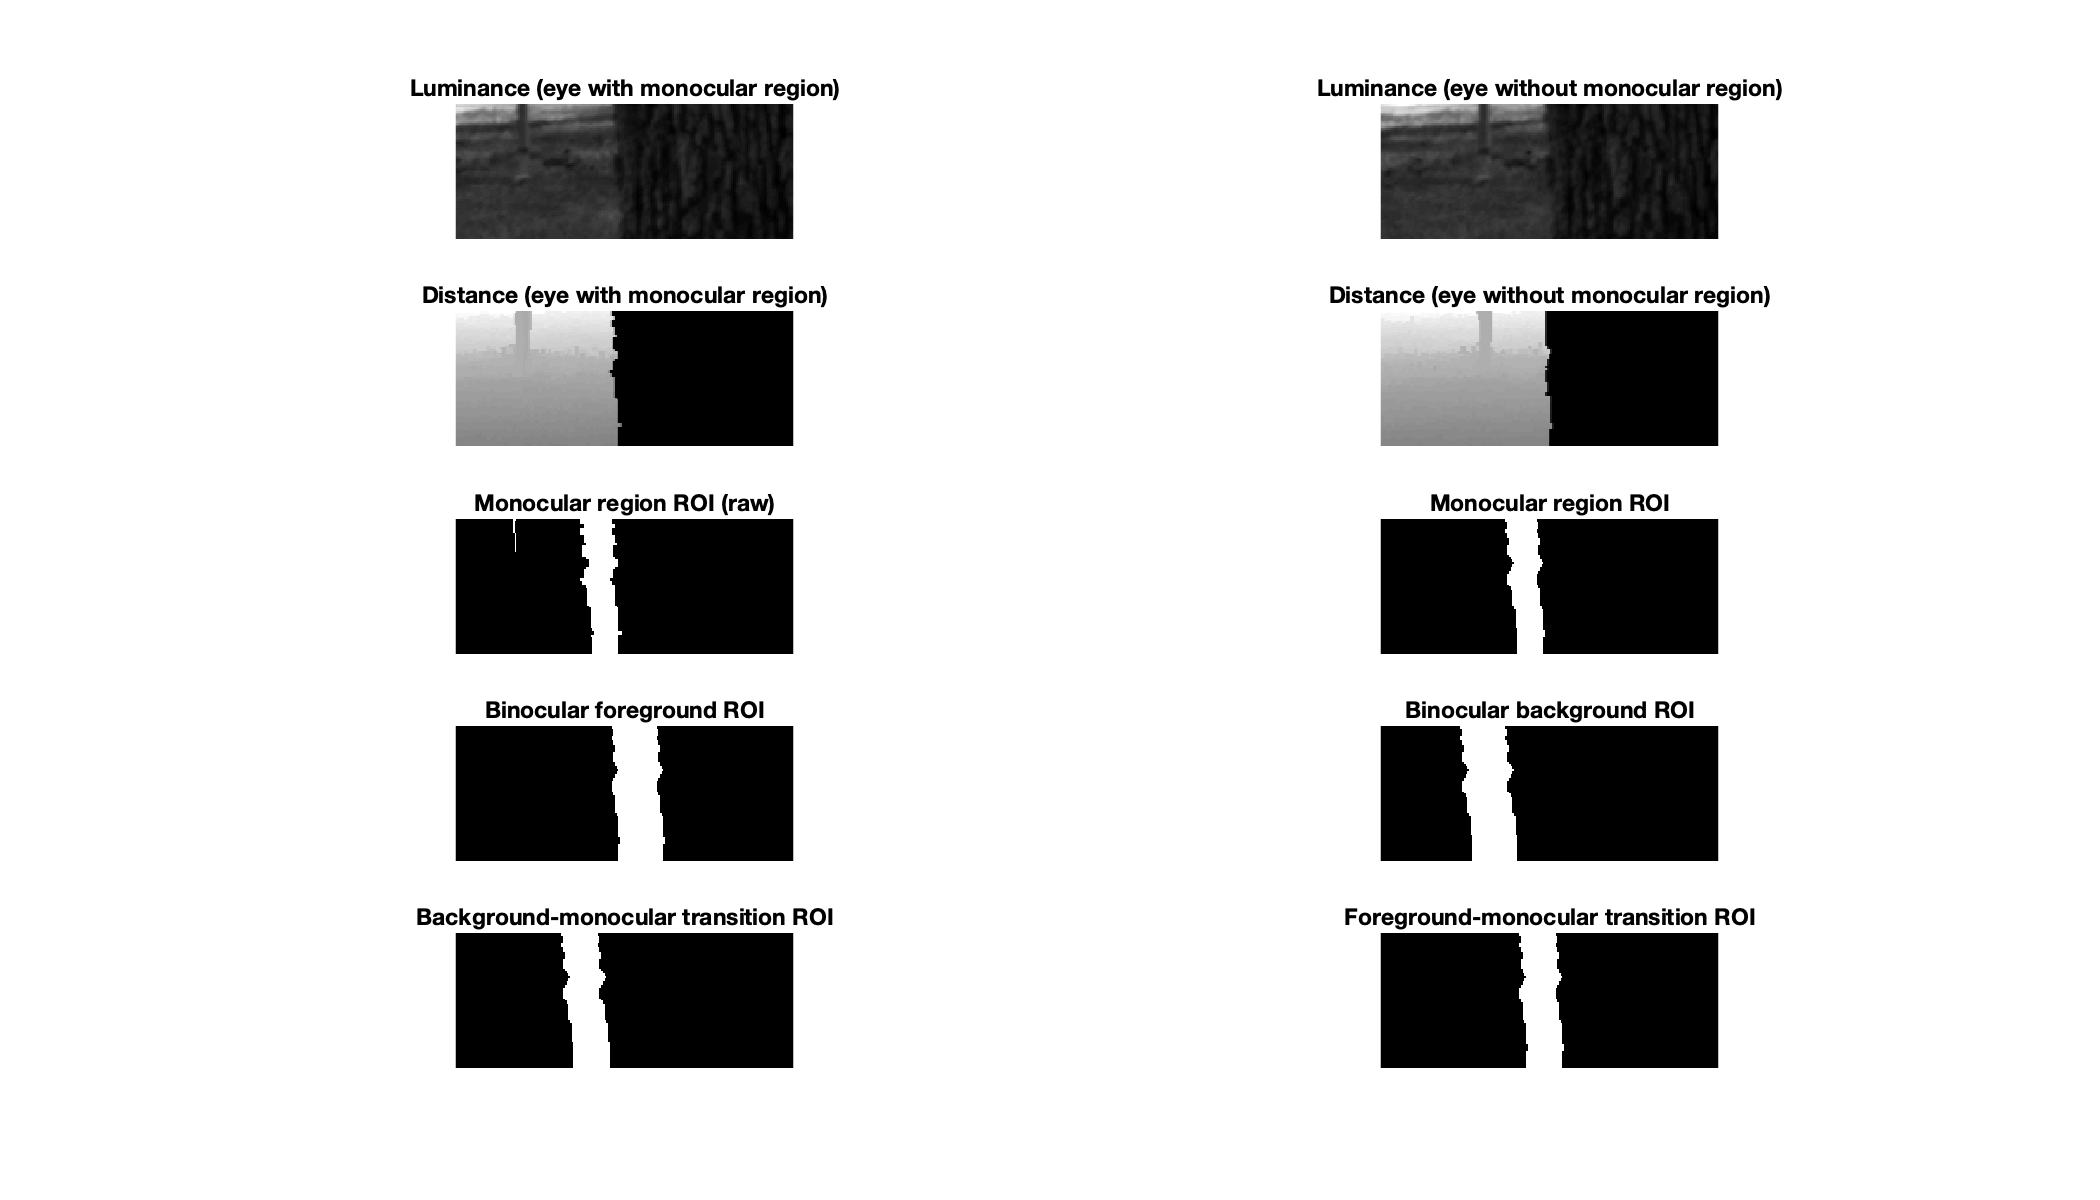 Luminance (eye with monocular region)
Luminance (eye without monocular region)
Distance (eye with monocular region)
Distance (eye without monocular region)
Monocular region ROI (raw)
Monocular region ROI
Binocular foreground ROI
Binocular background ROI
Background-monocular transition ROI
Foreground-monocular transition ROI